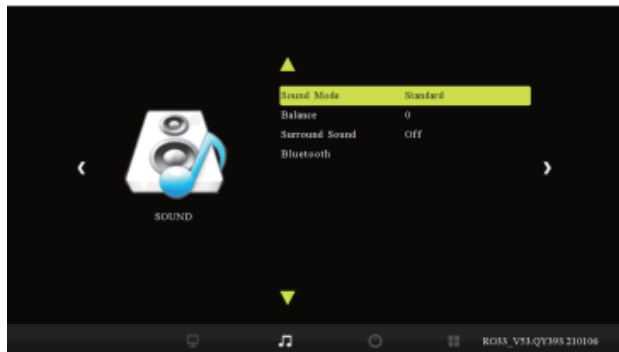 Sound Mode Standard
Balance 0
Surround Sound Off
Bluetooth
SOUND
RO33_V53.QY393.210106